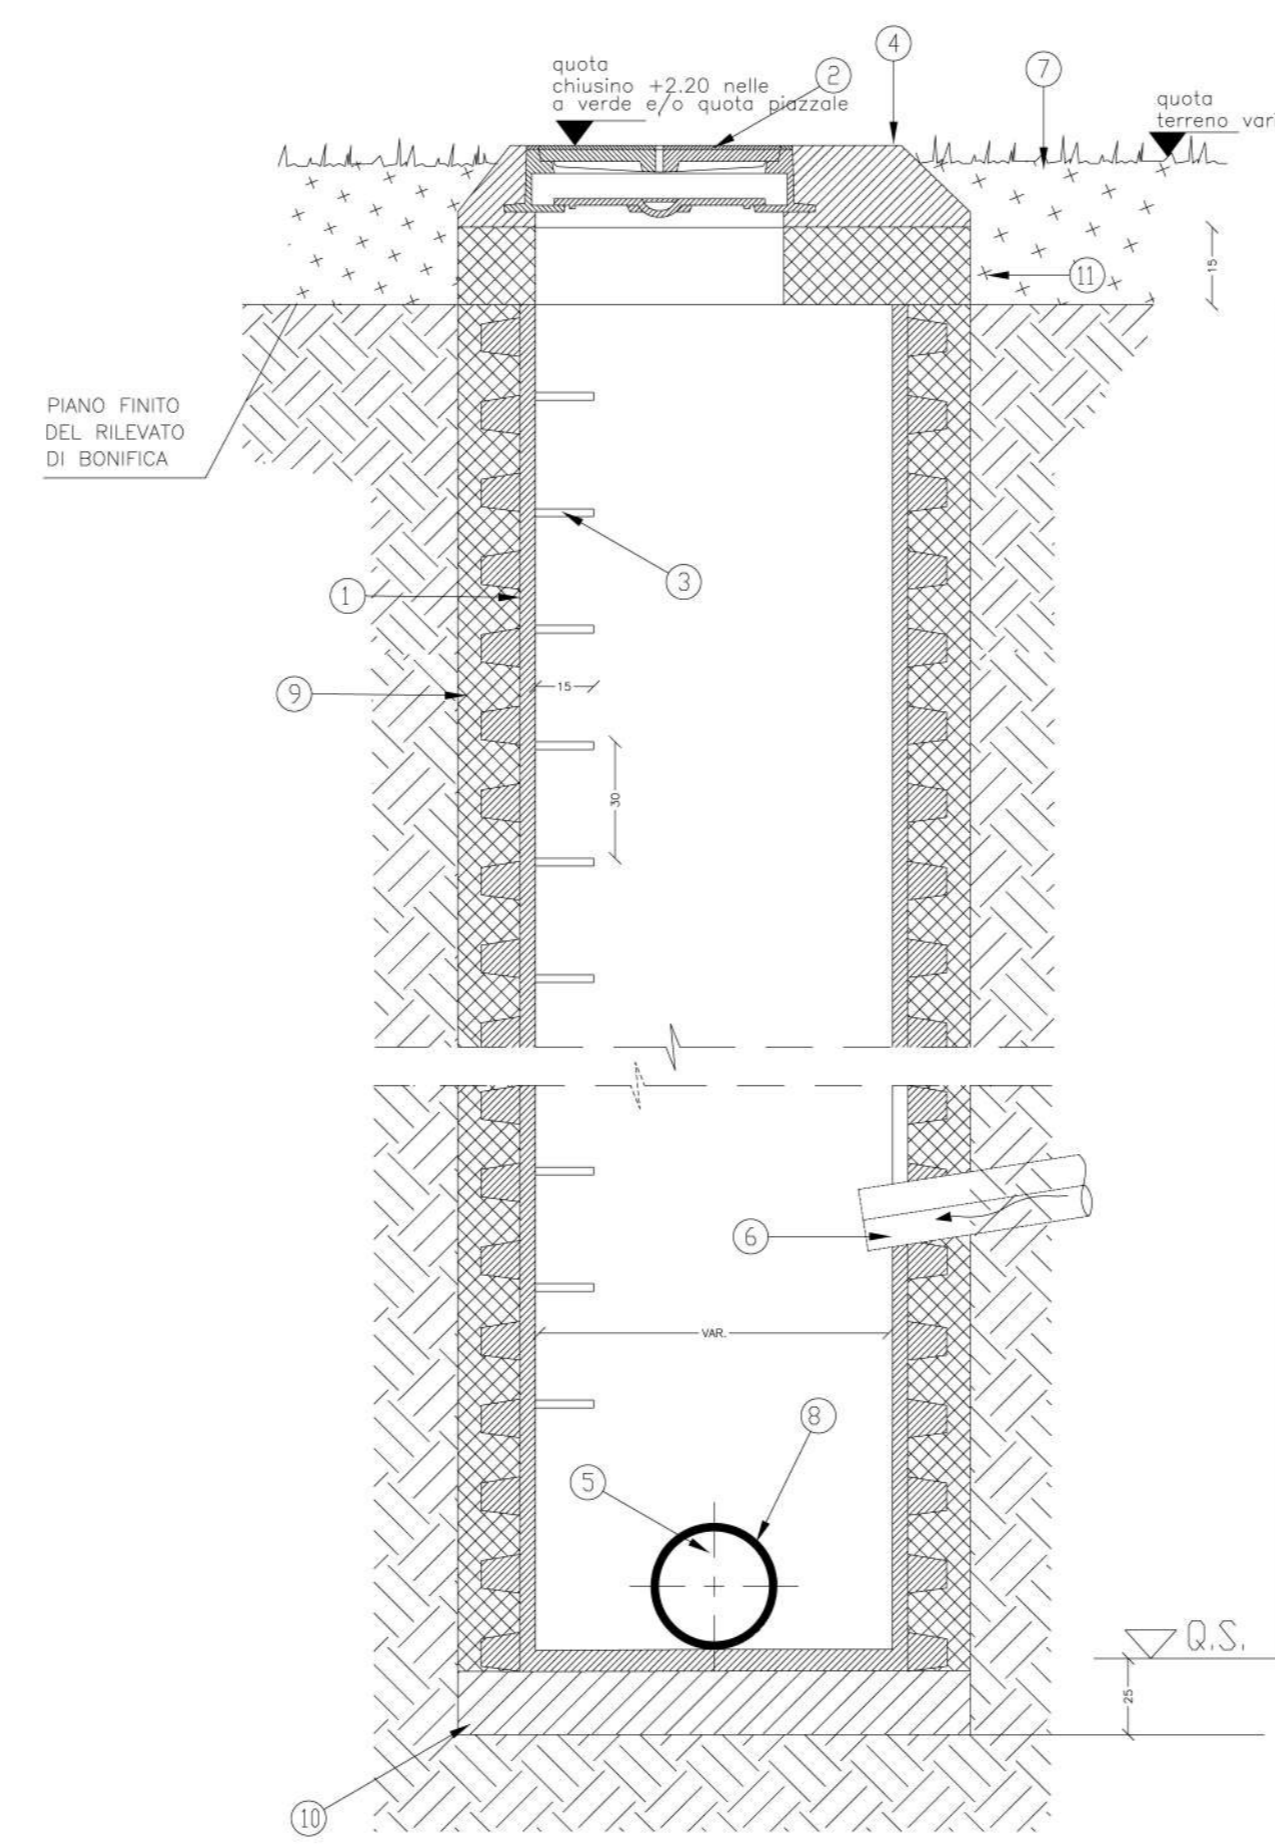 4
quota
chiusino +2.20 nelle
a verde e/o quota piazzale
2
7
quota
terreno vari
11
15
PIANO FINITO
DEL RILEVATO
DI BONIFICA
3
1
9
15
30
6
VAR.
8
5
Q.S.
25
10